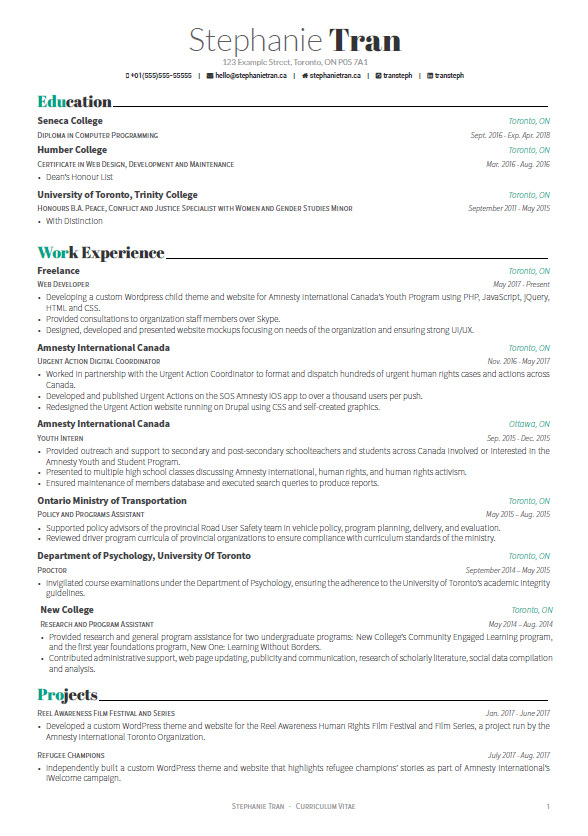 Stephanie Tran
123 Example Street, Toronto, ON P0S 7A1
+01(555)555-55555 | hello@stephanietran.ca | stephanietran.ca | transteph | transteph
Education
Seneca College Toronto, ON
Diploma in Computer Programming Sept. 2016 - Exp. Apr. 2018
Humber College Toronto, ON
Certificate in Web Design, Development and Maintenance Mar. 2016 - Aug. 2016
• Dean's Honour List
University of Toronto, Trinity College Toronto, ON
Honours B.A. Peace, Conflict and Justice Specialist with Women and Gender Studies Minor September 2011 - May 2015
• With Distinction
Work Experience
Freelance Toronto, ON
Web Developer May 2017 - Present
• Developing a custom Wordpress child theme and website for Amnesty International Canada's Youth Program using PHP, JavaScript, jQuery,
HTML and CSS.
• Provided consultations to organization staff members over Skype.
• Designed, developed and presented website mockups focusing on needs of the organization and ensuring strong UI/UX.
Amnesty International Canada Toronto, ON
Urgent Action Digital Coordinator Nov. 2016 - May 2017
• Worked in partnership with the Urgent Action Coordinator to format and dispatch hundreds of urgent human rights cases and actions across
Canada.
• Developed and published Urgent Actions on the SOS Amnesty iOS app to over a thousand users per push.
• Redesigned the Urgent Action website running on Drupal using CSS and self-created graphics.
Amnesty International Canada Ottawa, ON
Youth Intern Sep. 2015 - Dec. 2015
• Provided outreach and support to secondary and post-secondary schoolteachers and students across Canada involved or interested in the
Amnesty Youth and Student Program.
• Presented to multiple high school classes discussing Amnesty International, human rights, and human rights activism.
• Ensured maintenance of members database and executed search queries to produce reports.
Ontario Ministry of Transportation Toronto, ON
Policy and Programs Assistant May 2015 – Aug. 2015
• Supported policy advisors of the provincial Road User Safety team in vehicle policy, program planning, delivery, and evaluation.
• Reviewed driver program curricula of provincial organizations to ensure compliance with curriculum standards of the ministry.
Department of Psychology, University Of Toronto Toronto, ON
Proctor September 2014 – May 2015
• Invigilated course examinations under the Department of Psychology, ensuring the adherence to the University of Toronto's academic integrity
guidelines.
New College Toronto, ON
Research and Program Assistant May 2014 – Aug. 2014
• Provided research and general program assistance for two undergraduate programs: New College's Community Engaged Learning program,
and the first year foundations program, New One: Learning Without Borders.
• Contributed administrative support, web page updating, publicity and communication, research of scholarly literature, social data compilation
and analysis.
Projects
Reel Awareness Film Festival and Series Jan. 2017 - June 2017
• Developed a custom WordPress theme and website for the Reel Awareness Human Rights Film Festival and Film Series, a project run by the
Amnesty International Toronto Organization.
Refugee Champions July 2017 - Aug. 2017
• Independently built a custom WordPress theme and website that highlights refugee champions' stories as part of Amnesty International's
IWelcome campaign.
Stephanie Tran · Curriculum Vitae 1